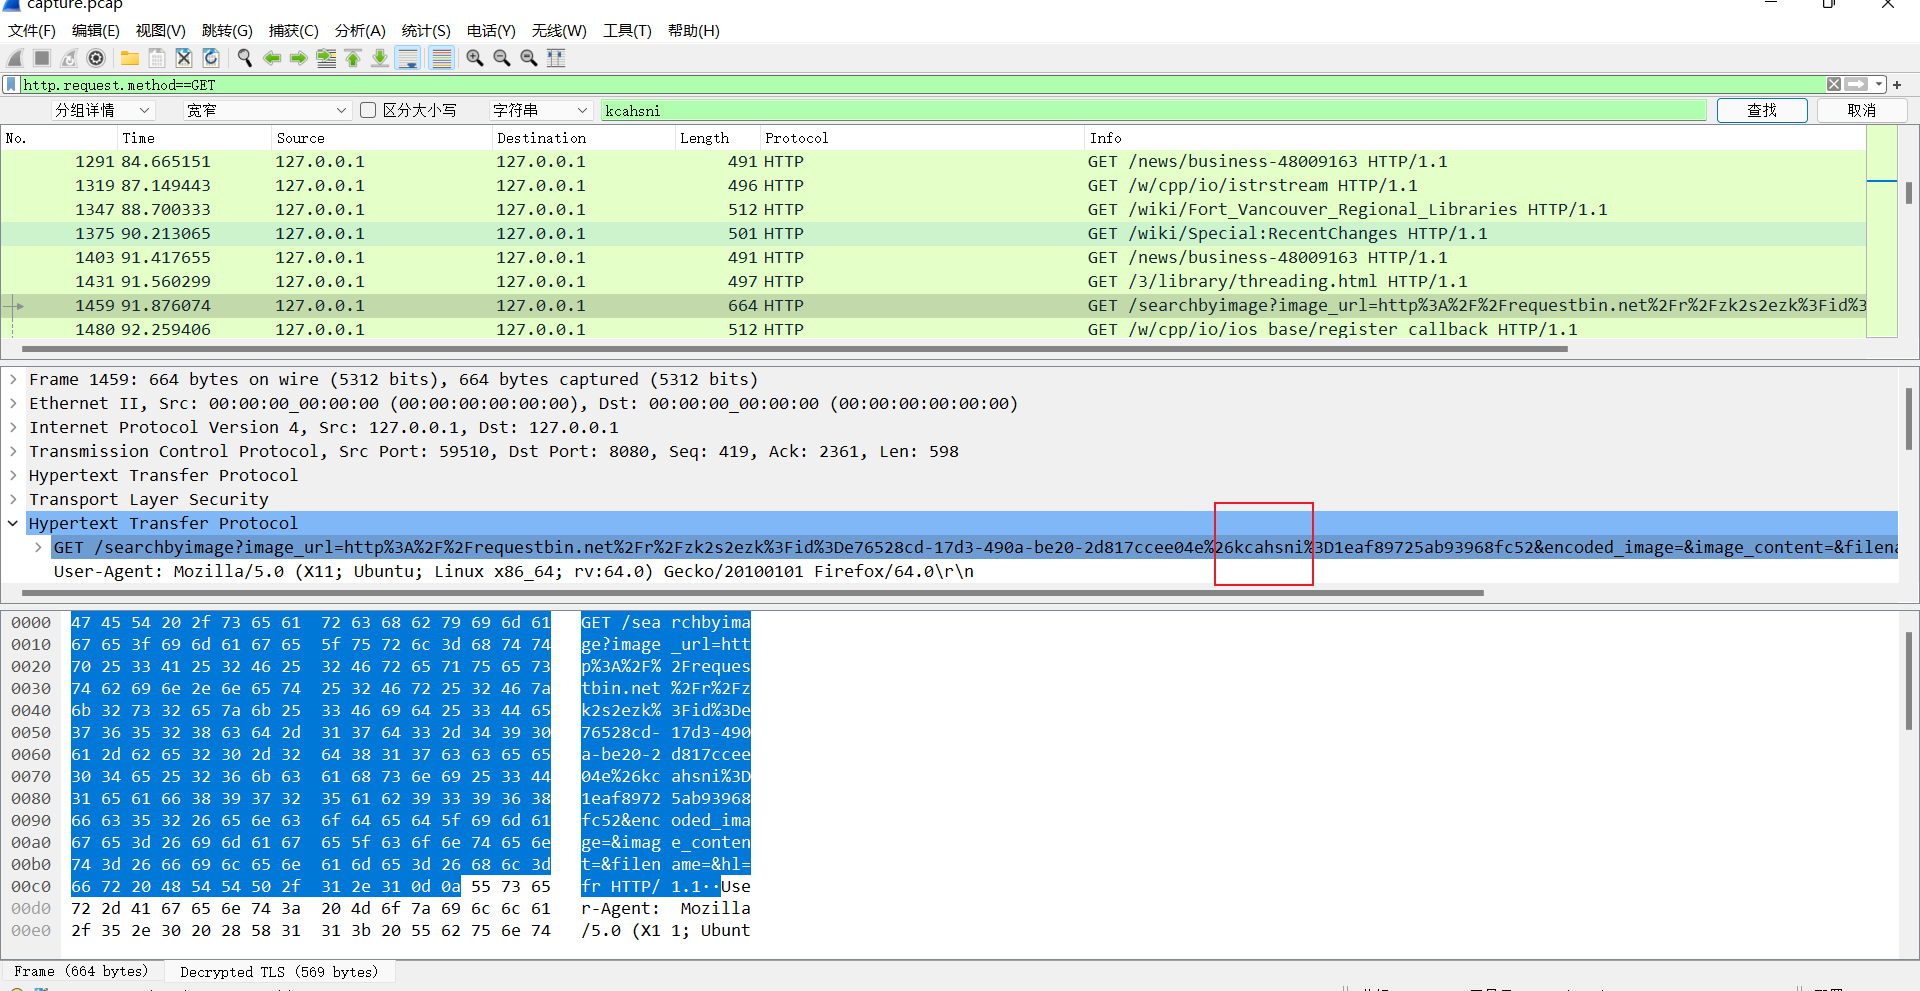 capture.pcap
文件(F) 编辑(E) 视图(V) 跳转(G) 捕获(C) 分析(A) 统计(S) 电话(Y) 无线(W) 工具(T) 帮助(H)
http.request.method==GET
分组详情 宽窄 区分大小写 字符串 kcahsni 查找 取消
No. Time Source Destination Length Protocol Info
1291 84.665151 127.0.0.1 127.0.0.1 491 HTTP GET /news/business-48009163 HTTP/1.1
1319 87.149443 127.0.0.1 127.0.0.1 496 HTTP GET /w/cpp/io/istrstream HTTP/1.1
1347 88.700333 127.0.0.1 127.0.0.1 512 HTTP GET /wiki/Fort_Vancouver_Regional_Libraries HTTP/1.1
1375 90.213065 127.0.0.1 127.0.0.1 501 HTTP GET /wiki/Special:RecentChanges HTTP/1.1
1403 91.417655 127.0.0.1 127.0.0.1 491 HTTP GET /news/business-48009163 HTTP/1.1
1431 91.560299 127.0.0.1 127.0.0.1 497 HTTP GET /3/library/threading.html HTTP/1.1
1459 91.876074 127.0.0.1 127.0.0.1 664 HTTP GET /searchbyimage?image_url=http%3A%2F%2Frequestbin.net%2Fr%2Fzk2s2ezk%3Fid%3
1480 92.259406 127.0.0.1 127.0.0.1 512 HTTP GET /w/cpp/io/ios_base/register_callback HTTP/1.1
Frame 1459: 664 bytes on wire (5312 bits), 664 bytes captured (5312 bits)
Ethernet II, Src: 00:00:00_00:00:00 (00:00:00:00:00:00), Dst: 00:00:00_00:00:00 (00:00:00:00:00:00)
Internet Protocol Version 4, Src: 127.0.0.1, Dst: 127.0.0.1
Transmission Control Protocol, Src Port: 59510, Dst Port: 8080, Seq: 419, Ack: 2361, Len: 598
Hypertext Transfer Protocol
Transport Layer Security
Hypertext Transfer Protocol
GET /searchbyimage?image_url=http%3A%2F%2Frequestbin.net%2Fr%2Fzk2s2ezk%3Fid%3De76528cd-17d3-490a-be20-2d817ccee04e%26kcahsni%3D1eaf89725ab93968fc52&encoded_image=&image_content=&filena
User-Agent: Mozilla/5.0 (X11; Ubuntu; Linux x86_64; rv:64.0) Gecko/20100101 Firefox/64.0\r\n
0000 47 45 54 20 2f 73 65 61 72 63 68 62 79 69 6d 61 GET /sea rchbyima
0010 67 65 3f 69 6d 61 67 65 5f 75 72 6c 3d 68 74 74 ge?image _url=htt
0020 70 25 33 41 25 32 46 25 32 46 72 65 71 75 65 73 p%3A%2F% 2Freques
0030 74 62 69 6e 2e 6e 65 74 25 32 46 72 25 32 46 7a tbin.net %2Fr%2Fz
0040 6b 32 73 32 65 7a 6b 25 33 46 69 64 25 33 44 65 k2s2ezk% 3Fid%3De
0050 37 36 35 32 38 63 64 2d 31 37 64 33 2d 34 39 30 76528cd- 17d3-490
0060 61 2d 62 65 32 30 2d 32 64 38 31 37 63 63 65 65 a-be20-2 d817ccee
0070 30 34 65 25 32 36 6b 63 61 68 73 6e 69 25 33 44 04e%26kc ahsni%3D
0080 31 65 61 66 38 39 37 32 35 61 62 39 33 39 36 38 1eaf8972 5ab93968
0090 66 63 35 32 26 65 6e 63 6f 64 65 64 5f 69 6d 61 fc52&enc oded_ima
00a0 67 65 3d 26 69 6d 61 67 65 5f 63 6f 6e 74 65 6e ge=&imag e_conten
00b0 74 3d 26 66 69 6c 65 6e 61 6d 65 3d 26 68 6c 3d t=&filen ame=&hl=
00c0 66 72 20 48 54 54 50 2f 31 2e 31 0d 0a 55 73 65 fr HTTP/ 1.1··Use
00d0 72 2d 41 67 65 6e 74 3a 20 4d 6f 7a 69 6c 6c 61 r-Agent:  Mozilla
00e0 2f 35 2e 30 20 28 58 31 31 3b 20 55 62 75 6e 74 /5.0 (X1 1; Ubunt
Frame (664 bytes) Decrypted TLS (569 bytes)